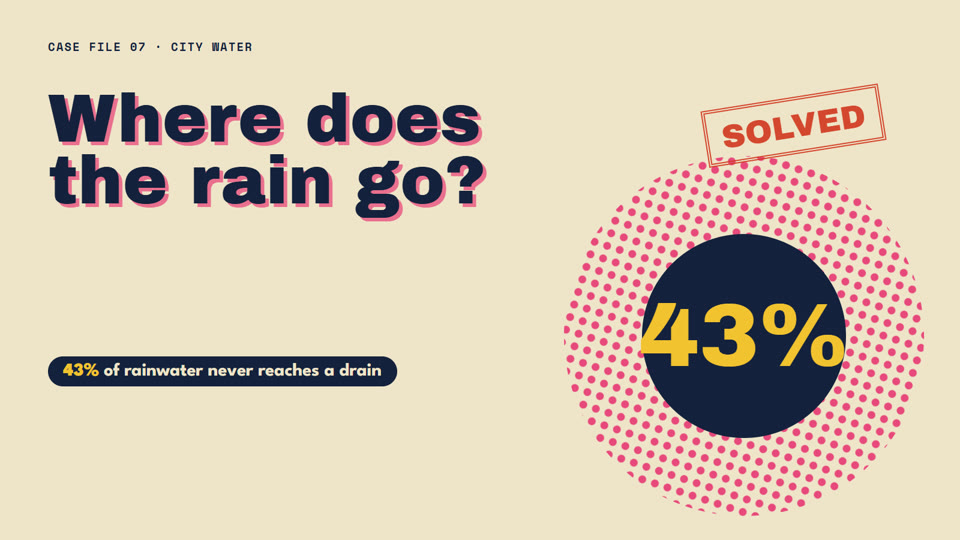 CASE FILE 07 · CITY WATER
Where does
the rain go?
SOLVED
43%
43% of rainwater never reaches a drain